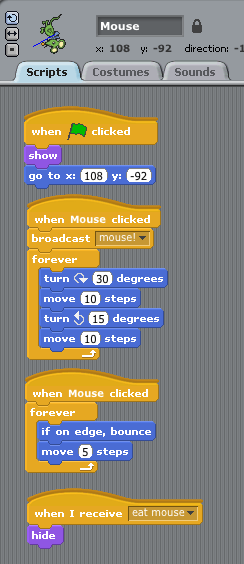 Mouse
x: 108 y: -92 direction: -1
Scripts Costumes Sounds
when clicked
show
go to x: 108 y: -92
when Mouse clicked
broadcast mouse!
forever
turn 30 degrees
move 10 steps
turn 15 degrees
move 10 steps
when Mouse clicked
forever
if on edge, bounce
move 5 steps
when I receive eat mouse
hide